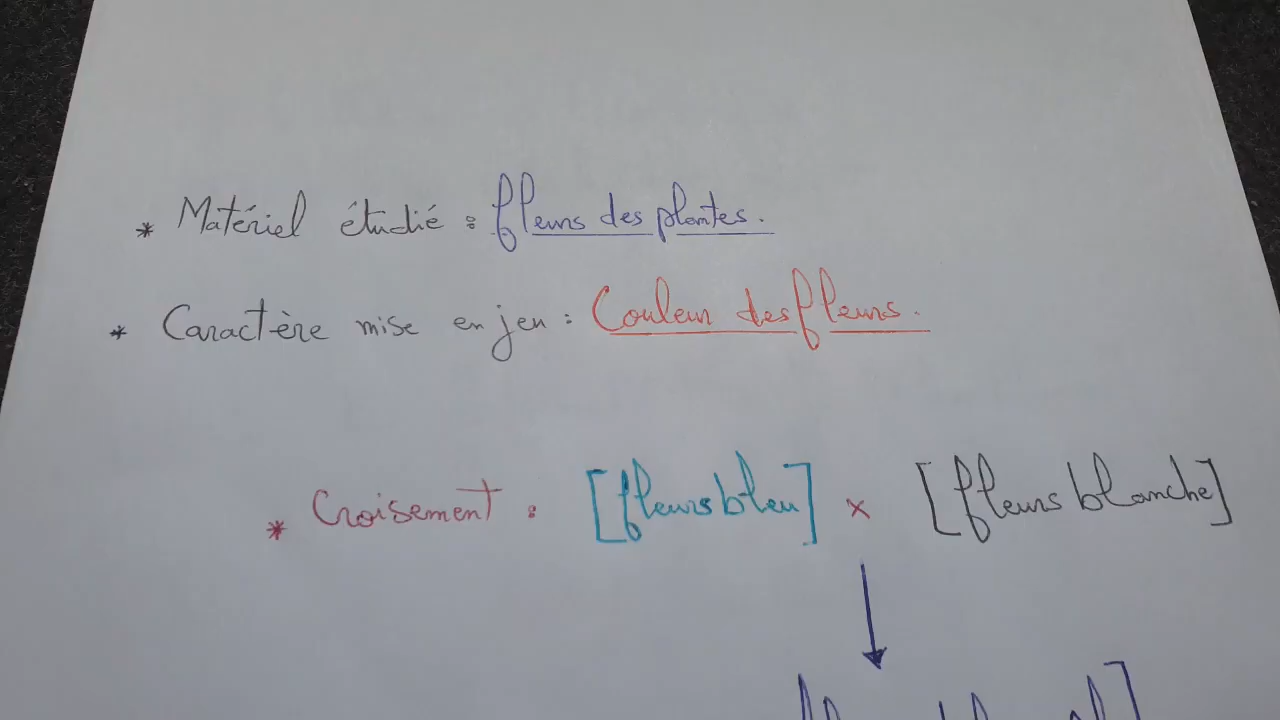 * Matériel étudié : fleurs des plantes.
* Caractère mise en jeu : Couleur des fleurs.
* Croisement : [fleurs bleu] × [fleurs blanche]